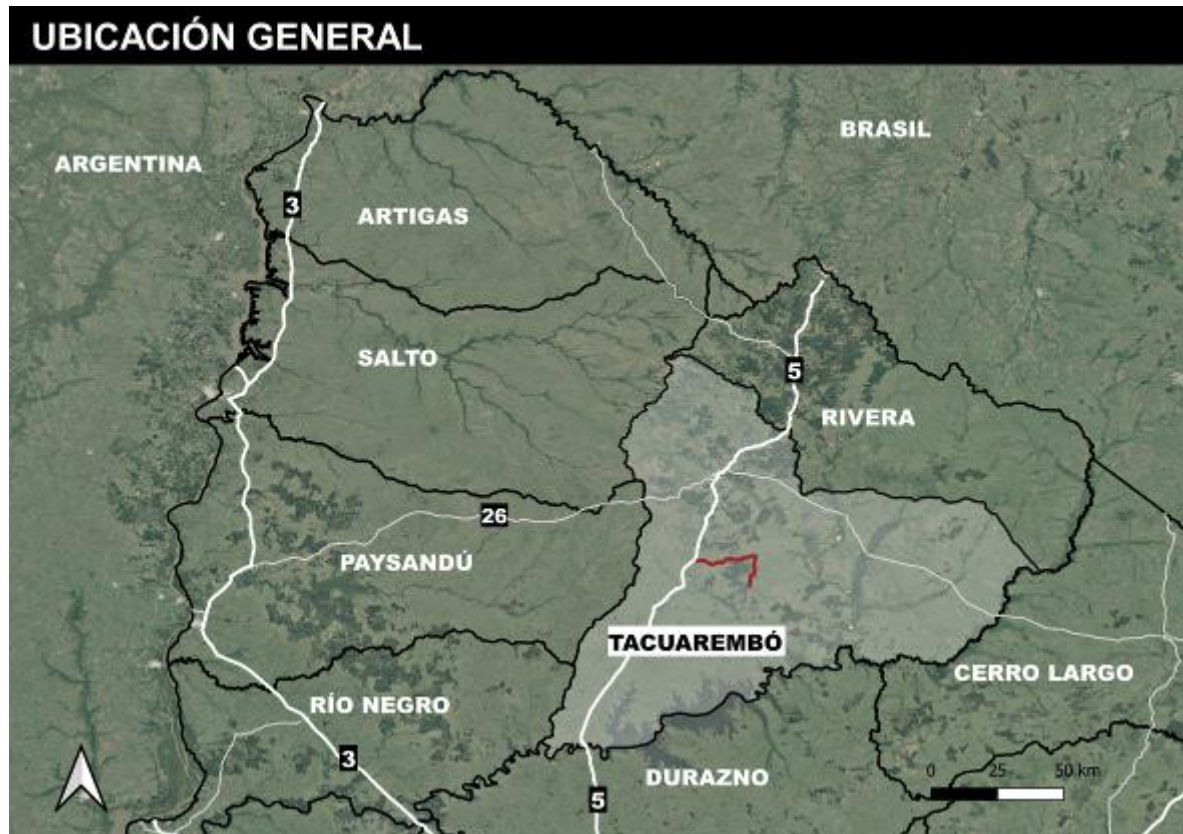 UBICACIÓN GENERAL
BRASIL
ARGENTINA
3
ARTIGAS
SALTO
5
RIVERA
26
PAYSANDÚ
TACUAREMBÓ
CERRO LARGO
RÍO NEGRO
3
DURAZNO
0 25 50 km
5